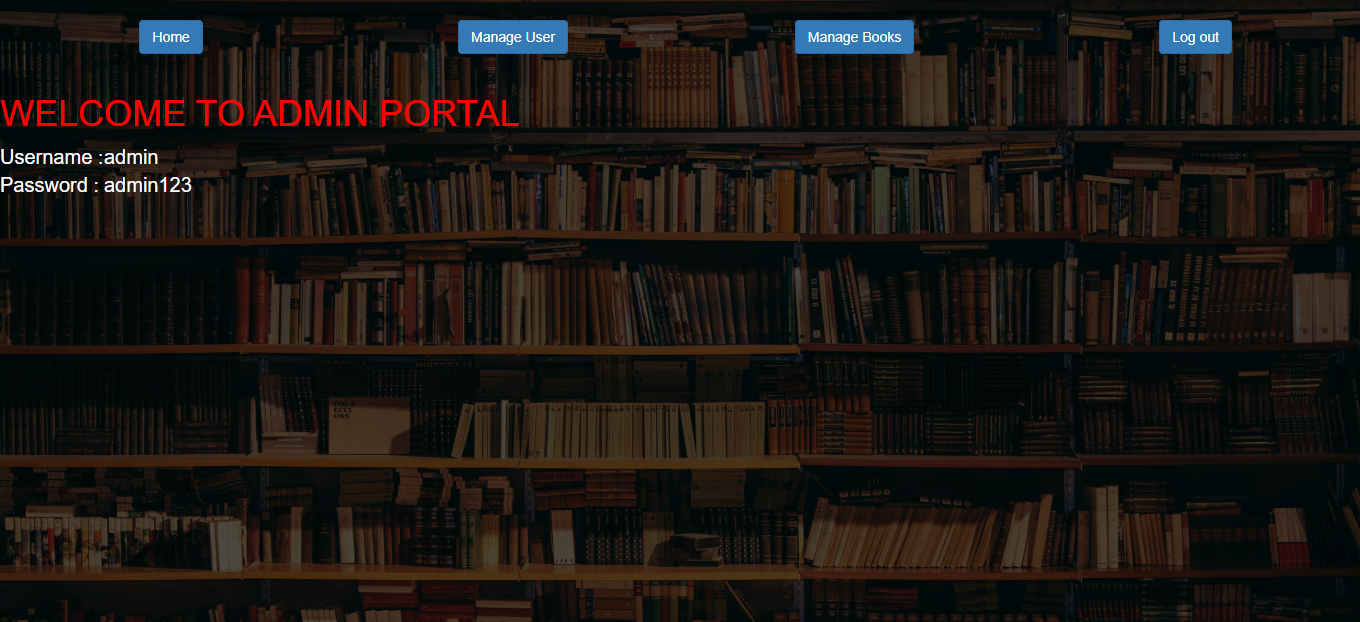 Home
Manage User
Manage Books
Log out
WELCOME TO ADMIN PORTAL
Username :admin
Password : admin123